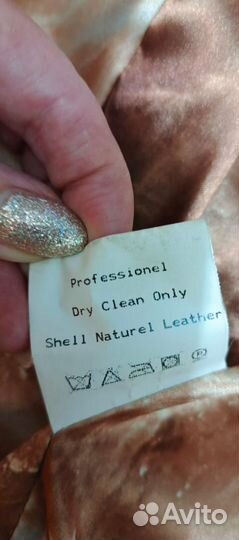 Professionel
Dry Clean Only
Shell Naturel Leather
P
Avito